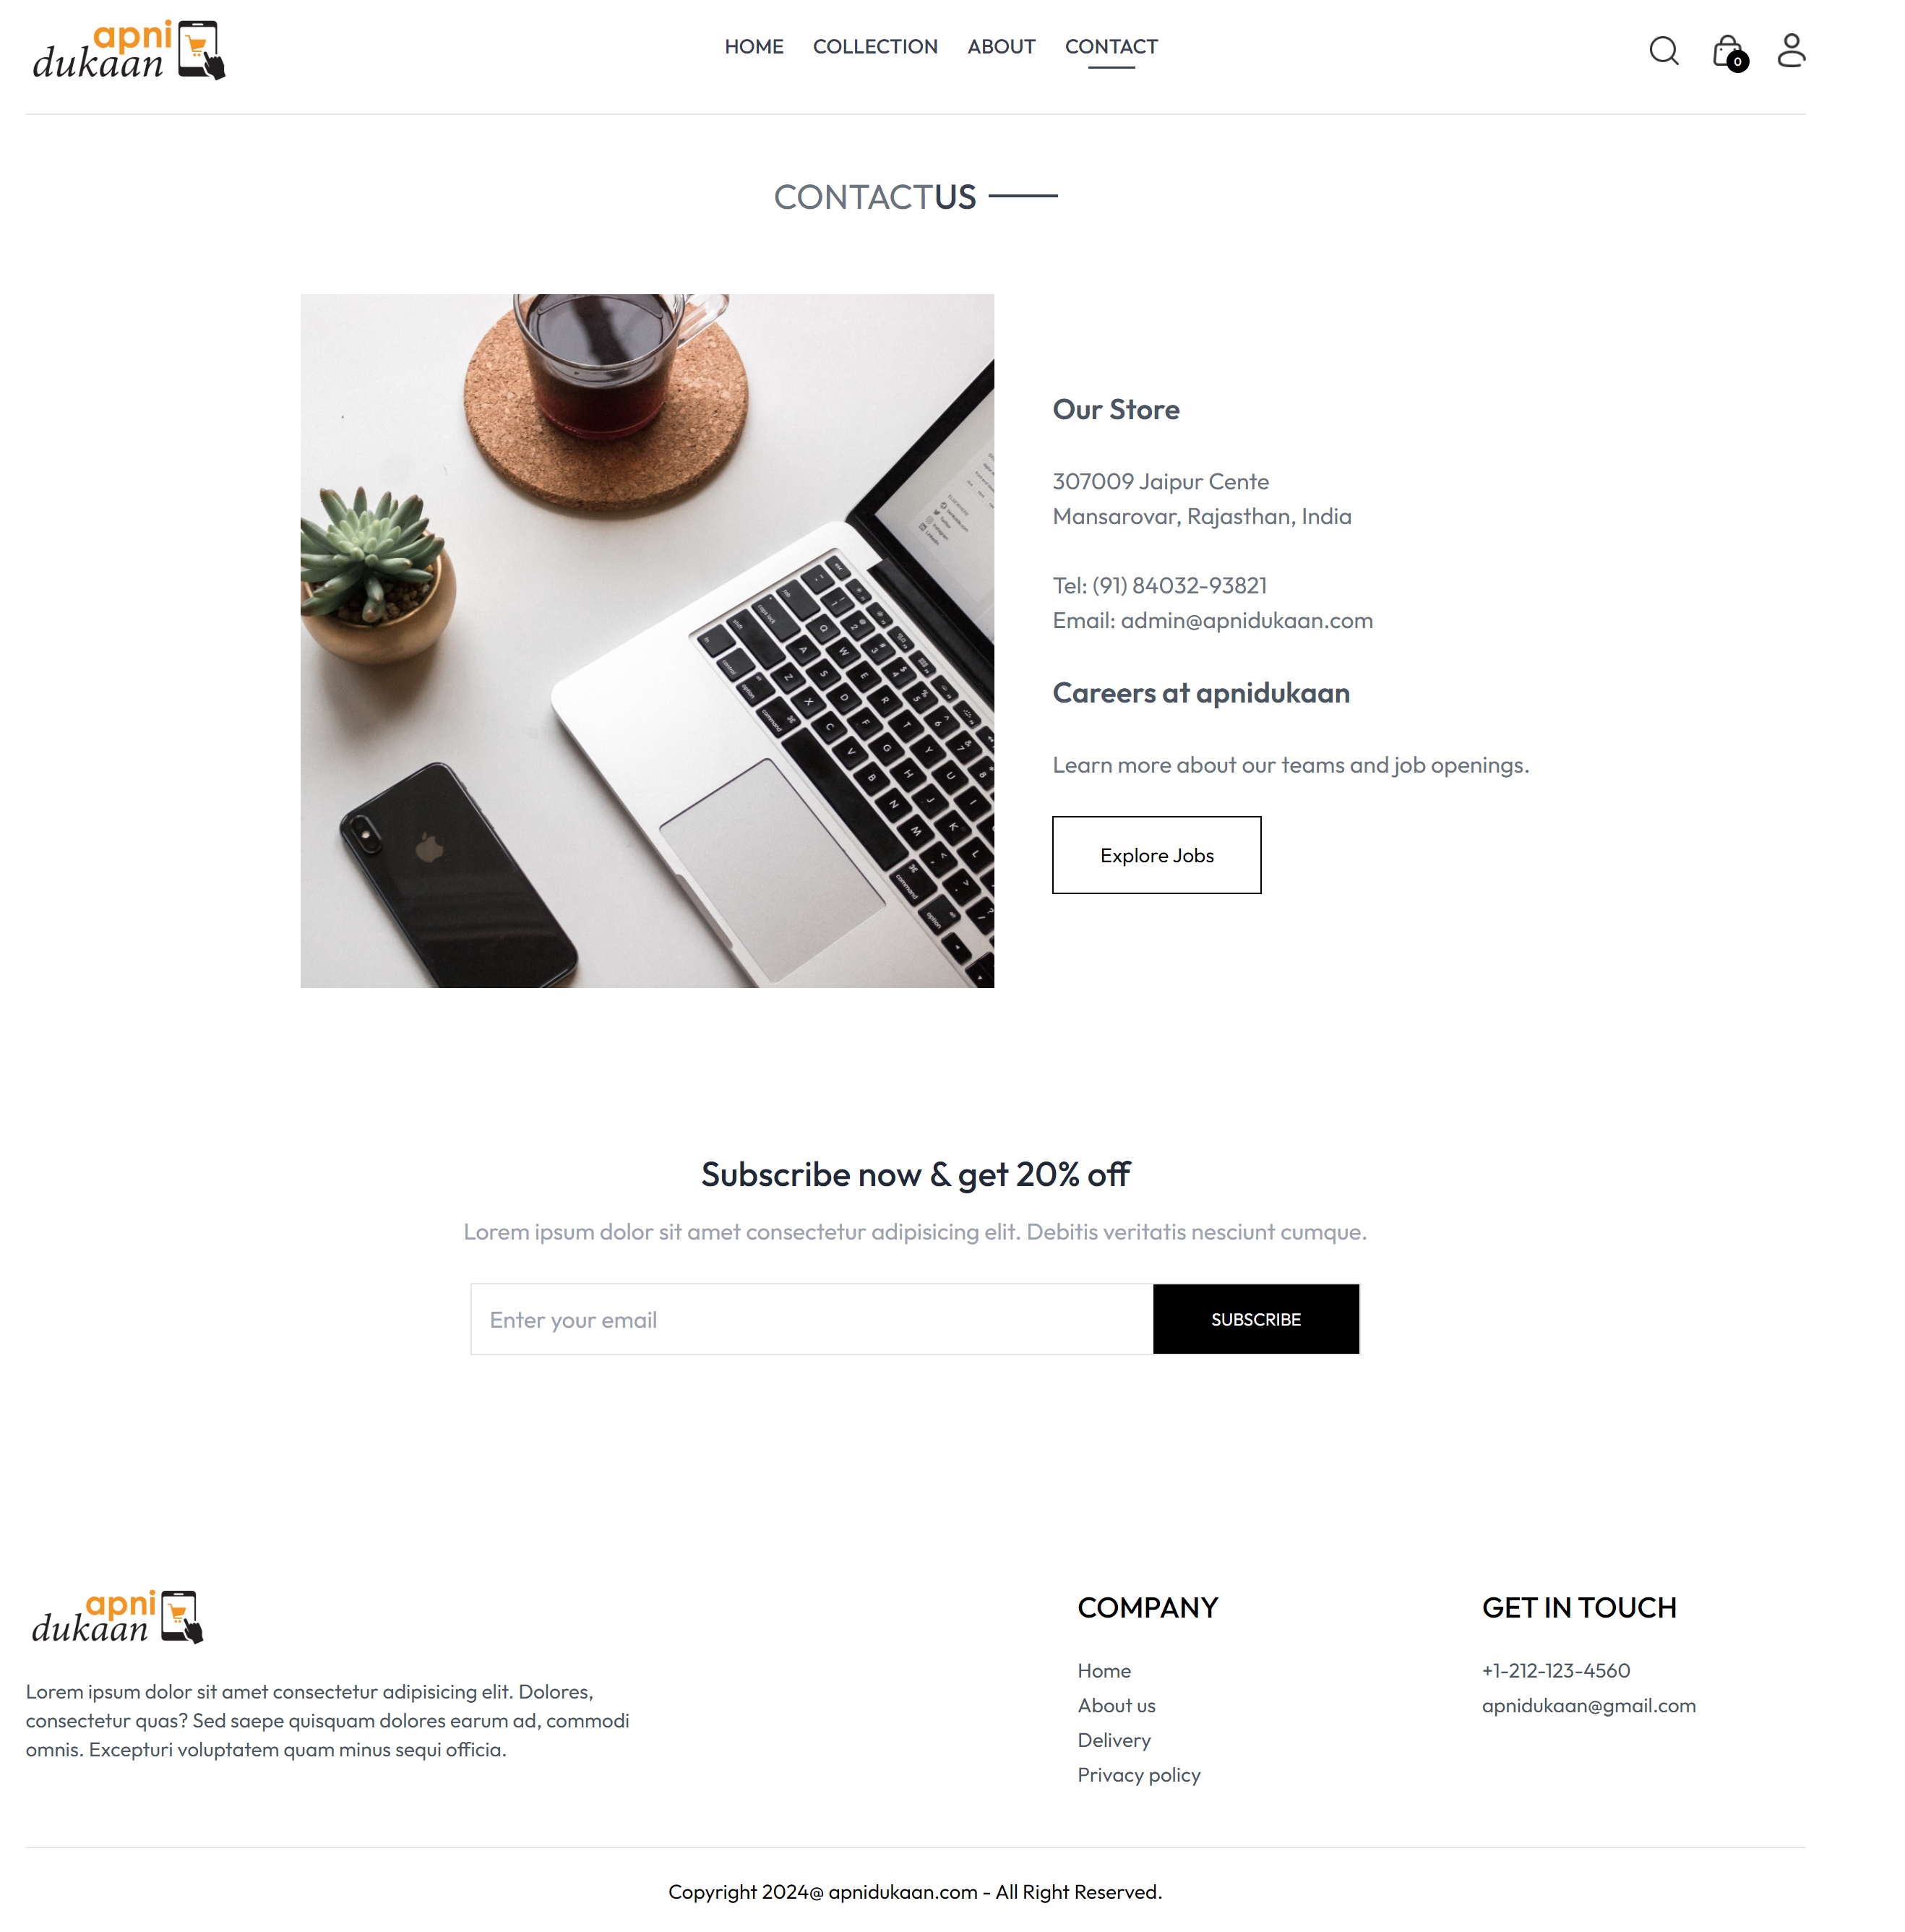 apni
dukaan
HOME COLLECTION ABOUT CONTACT
0
CONTACTUS
Our Store
307009 Jaipur Cente
Mansarovar, Rajasthan, India
Tel: (91) 84032-93821
Email: admin@apnidukaan.com
Careers at apnidukaan
Learn more about our teams and job openings.
Explore Jobs
Subscribe now & get 20% off
Lorem ipsum dolor sit amet consectetur adipisicing elit. Debitis veritatis nesciunt cumque.
Enter your email
SUBSCRIBE
apni
dukaan
Lorem ipsum dolor sit amet consectetur adipisicing elit. Dolores,
consectetur quas? Sed saepe quisquam dolores earum ad, commodi
omnis. Excepturi voluptatem quam minus sequi officia.
COMPANY
Home
About us
Delivery
Privacy policy
GET IN TOUCH
+1-212-123-4560
apnidukaan@gmail.com
Copyright 2024@ apnidukaan.com - All Right Reserved.